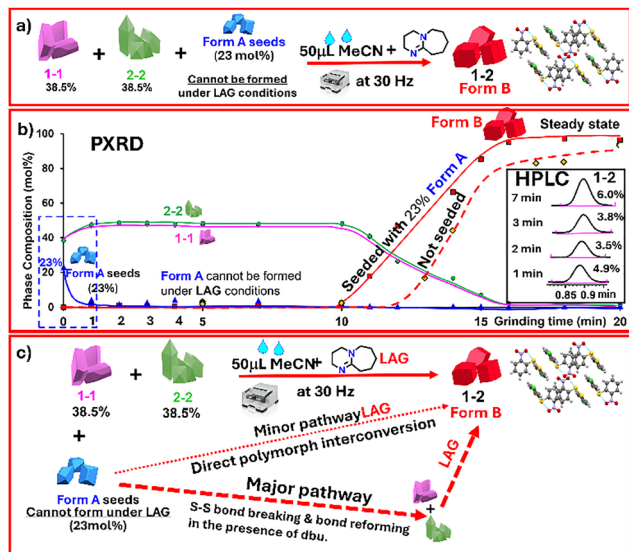 a)
+ + Form A seeds
(23 mol%)
50µL MeCN +
1-1
38.5%
2-2
38.5%
Cannot be formed
under LAG conditions
at 30 Hz
1-2
Form B
b)
PXRD
Form B
Steady state
Phase Composition (mol%)
100
80
60
40
20
0
2-2
1-1
23%
Form A seeds
(23%)
Form A cannot be formed
under LAG conditions
Seeded with 23% Form A
Not seeded
HPLC 1-2
7 min 6.0%
3 min 3.8%
2 min 3.5%
1 min 4.9%
0.85 0.9 min
0 1 2 3 4 5 10 15 20
Grinding time (min)
c)
+
50µL MeCN+ LAG
1-1
38.5%
2-2
38.5%
at 30 Hz
1-2
Form B
+
Minor pathway LAG
Direct polymorph interconversion
Form A seeds
Cannot form under LAG
(23mol%)
Major pathway
S-S bond breaking & bond reforming
in the presence of dbu.
+
LAG